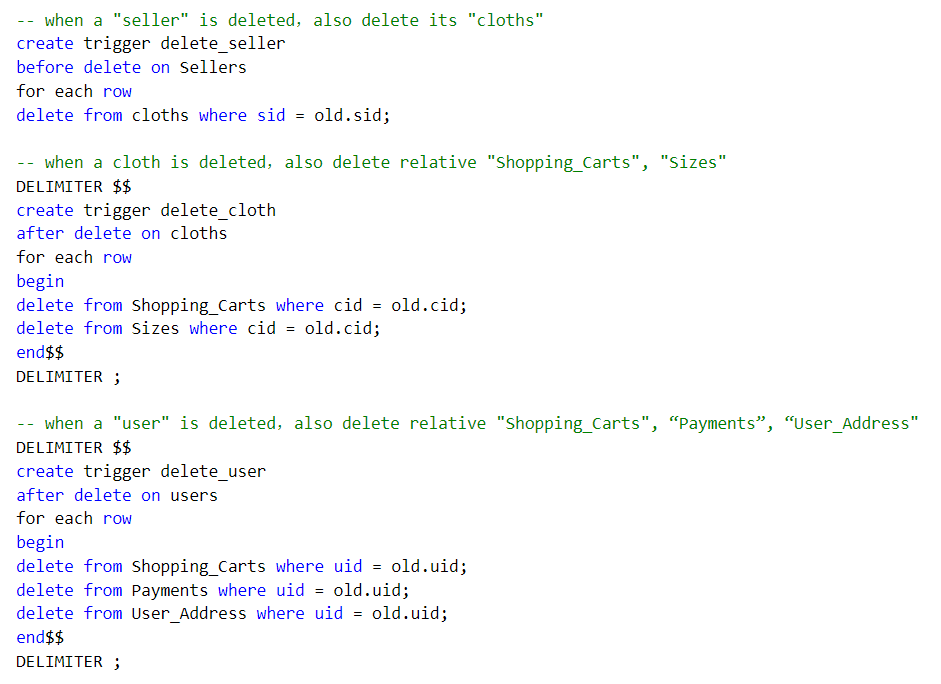 -- when a "seller" is deleted，also delete its "cloths"
create trigger delete_seller
before delete on Sellers
for each row
delete from cloths where sid = old.sid;
-- when a cloth is deleted，also delete relative "Shopping_Carts", "Sizes"
DELIMITER $$
create trigger delete_cloth
after delete on cloths
for each row
begin
delete from Shopping_Carts where cid = old.cid;
delete from Sizes where cid = old.cid;
end$$
DELIMITER ;
-- when a "user" is deleted，also delete relative "Shopping_Carts", “Payments”, “User_Address"
DELIMITER $$
create trigger delete_user
after delete on users
for each row
begin
delete from Shopping_Carts where uid = old.uid;
delete from Payments where uid = old.uid;
delete from User_Address where uid = old.uid;
end$$
DELIMITER ;